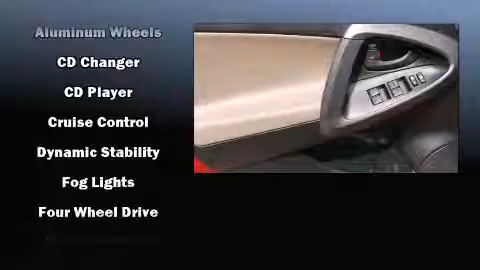 Aluminum Wheels
CD Changer
CD Player
Cruise Control
Dynamic Stability
Fog Lights
Four Wheel Drive